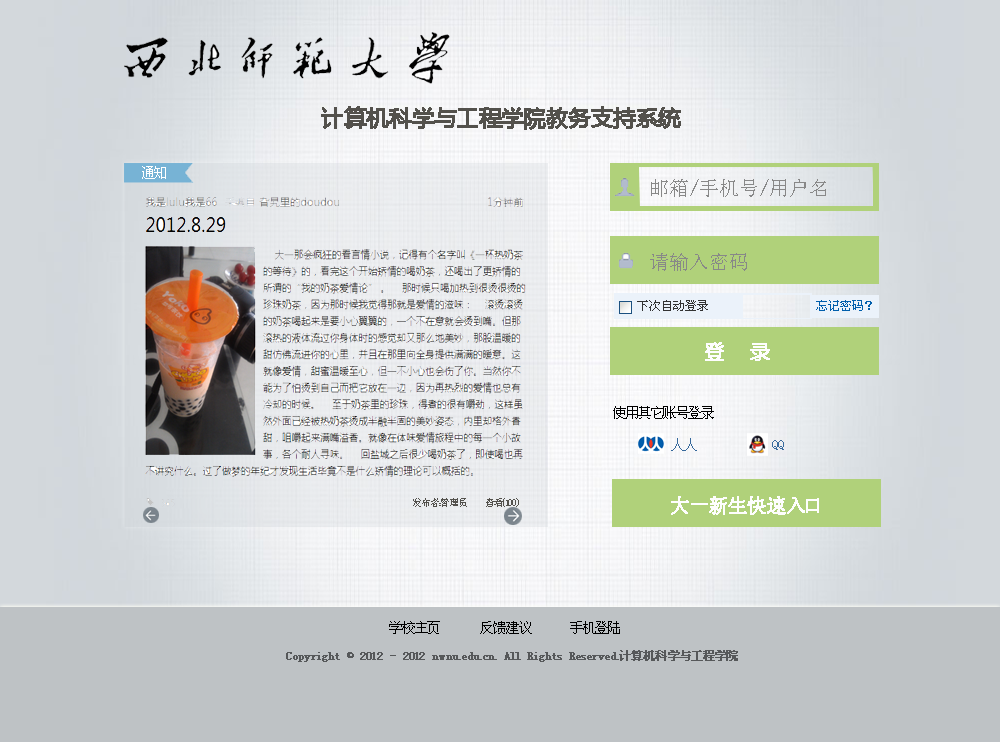 西北师範大學
计算机科学与工程学院教务支持系统
通知
我是lulu我是66 音晃里的doudou 1分钟前
2012.8.29
大一那会疯狂的看言情小说，记得有个名字叫《一杯热奶茶
的等待》的，看完这个开始矫情的喝奶茶，还喝出了更矫情的
所谓的“我的奶茶爱情论”。 那时候只喝加热到很烫很烫的
珍珠奶茶，因为那时候我觉得那就是爱情的滋味： 滚烫滚烫
的奶茶喝起来是要小心翼翼的，一个不在意就会烫到嘴。但那
滚热的液体流过你身体时的感觉却又那么地美妙，那股温暖的
甜仿佛流进你的心里，并且在那里向全身提供满满的暖意。这
就像爱情，甜蜜温暖至心，但一不小心也会伤了你。当然你不
能为了怕烫到自己而把它放在一边，因为再热烈的爱情也总有
冷却的时候。 至于奶茶里的珍珠，得煮的很有嚼劲，这样虽
然外面已经被热奶茶烫成半融半固的美妙姿态，内里却格外香
甜，咀嚼起来满嘴溢香。就像在体味爱情旅程中的每一个小故
事，各个耐人寻味。 回盐城之后很少喝奶茶了，即使喝也再
不讲究什么。过了做梦的年纪才发现生活毕竟不是什么矫情的理论可以概括的。
发布者:管理员 查看(100)
邮箱/手机号/用户名
请输入密码
下次自动登录 忘记密码？
登 录
使用其它账号登录
人人 QQ
大一新生快速入口
学校主页 反馈建议 手机登陆
Copyright © 2012 - 2012 nwnu.edu.cn. All Rights Reserved.计算机科学与工程学院